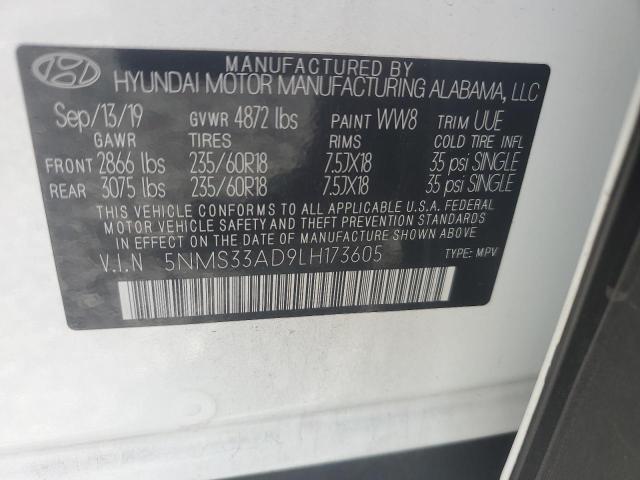 MANUFACTURED BY
HYUNDAI MOTOR MANUFACTURING ALABAMA, LLC
Sep/13/19 GVWR 4872 lbs PAINT WW8 TRIM UUE
GAWR TIRES RIMS COLD TIRE INFL
FRONT 2866 lbs 235/60R18 7.5JX18 35 psi SINGLE
REAR 3075 lbs 235/60R18 7.5JX18 35 psi SINGLE
THIS VEHICLE CONFORMS TO ALL APPLICABLE U.S.A. FEDERAL
MOTOR VEHICLE SAFETY AND THEFT PREVENTION STANDARDS
IN EFFECT ON THE DATE OF MANUFACTURE SHOWN ABOVE.
V.I.N 5NMS33AD9LH173605 TYPE: MPV